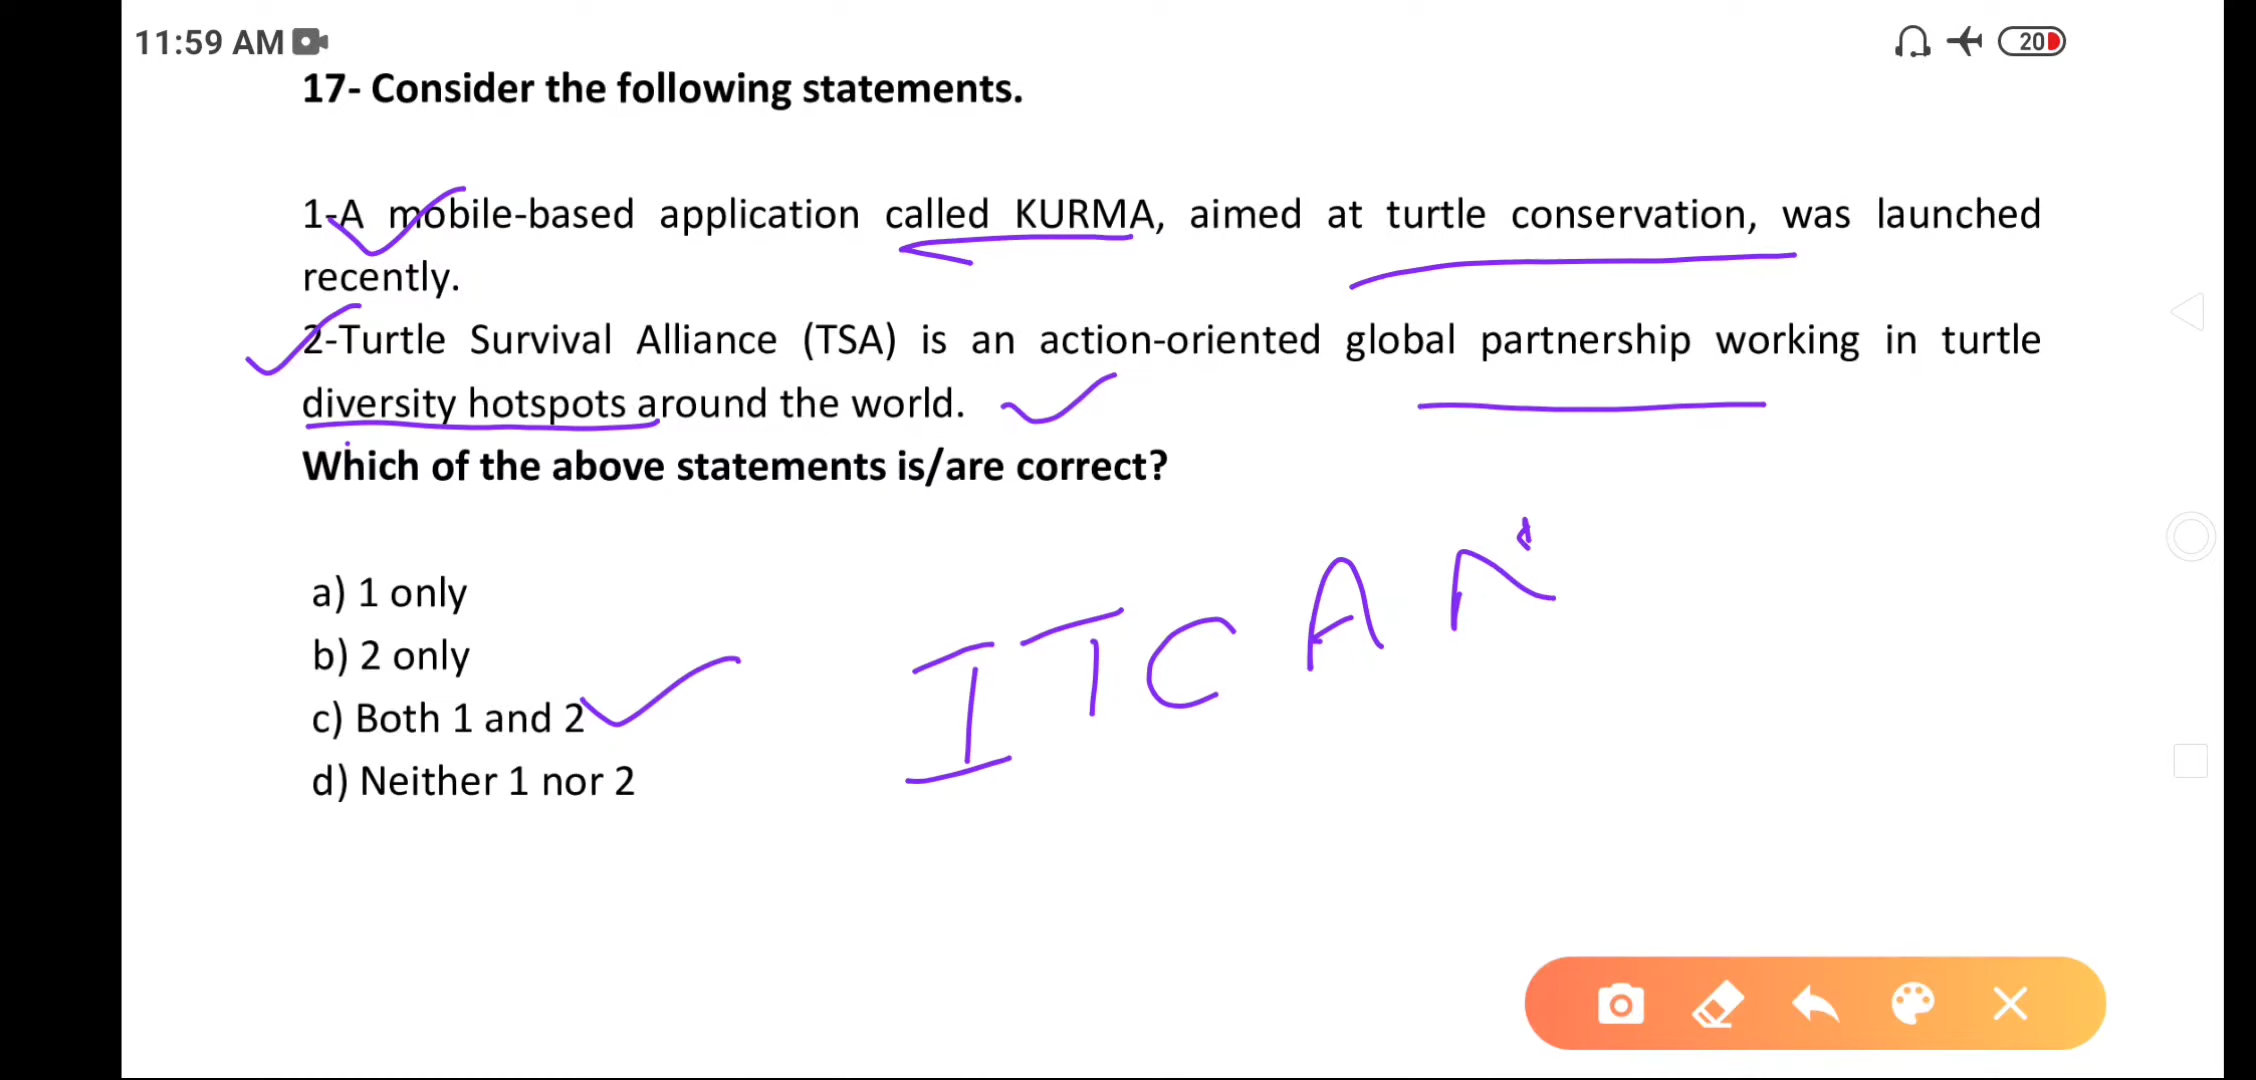 11:59 AM
20
17- Consider the following statements.
1-A mobile-based application called KURMA, aimed at turtle conservation, was launched
recently.
2-Turtle Survival Alliance (TSA) is an action-oriented global partnership working in turtle
diversity hotspots around the world.
Which of the above statements is/are correct?
a) 1 only
b) 2 only
c) Both 1 and 2
d) Neither 1 nor 2
ITCAN